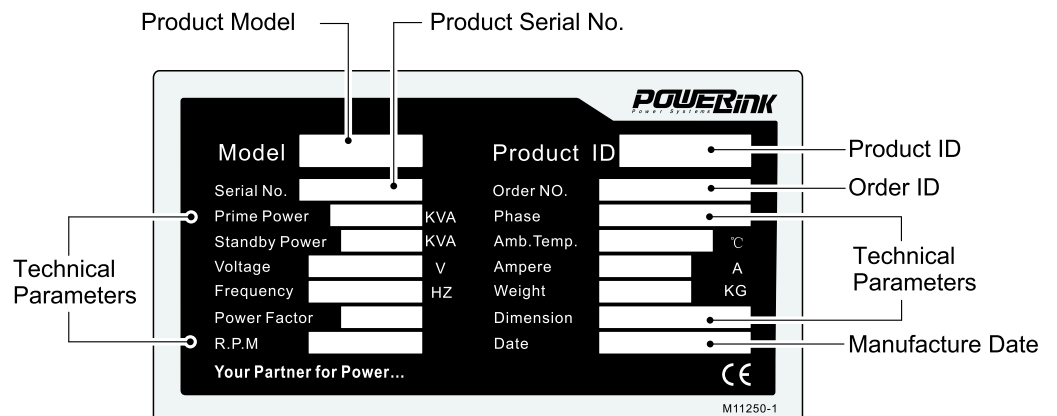 Product Model
Product Serial No.
POWERinK
Power Systems
Model
Product ID
Product ID
Serial No.
Order NO.
Order ID
Prime Power KVA
Phase
Standby Power KVA
Amb.Temp. ℃
Technical
Parameters
Voltage V
Ampere A
Technical
Parameters
Frequency HZ
Weight KG
Power Factor
Dimension
R.P.M
Date
Manufacture Date
Your Partner for Power...
CE
M11250-1